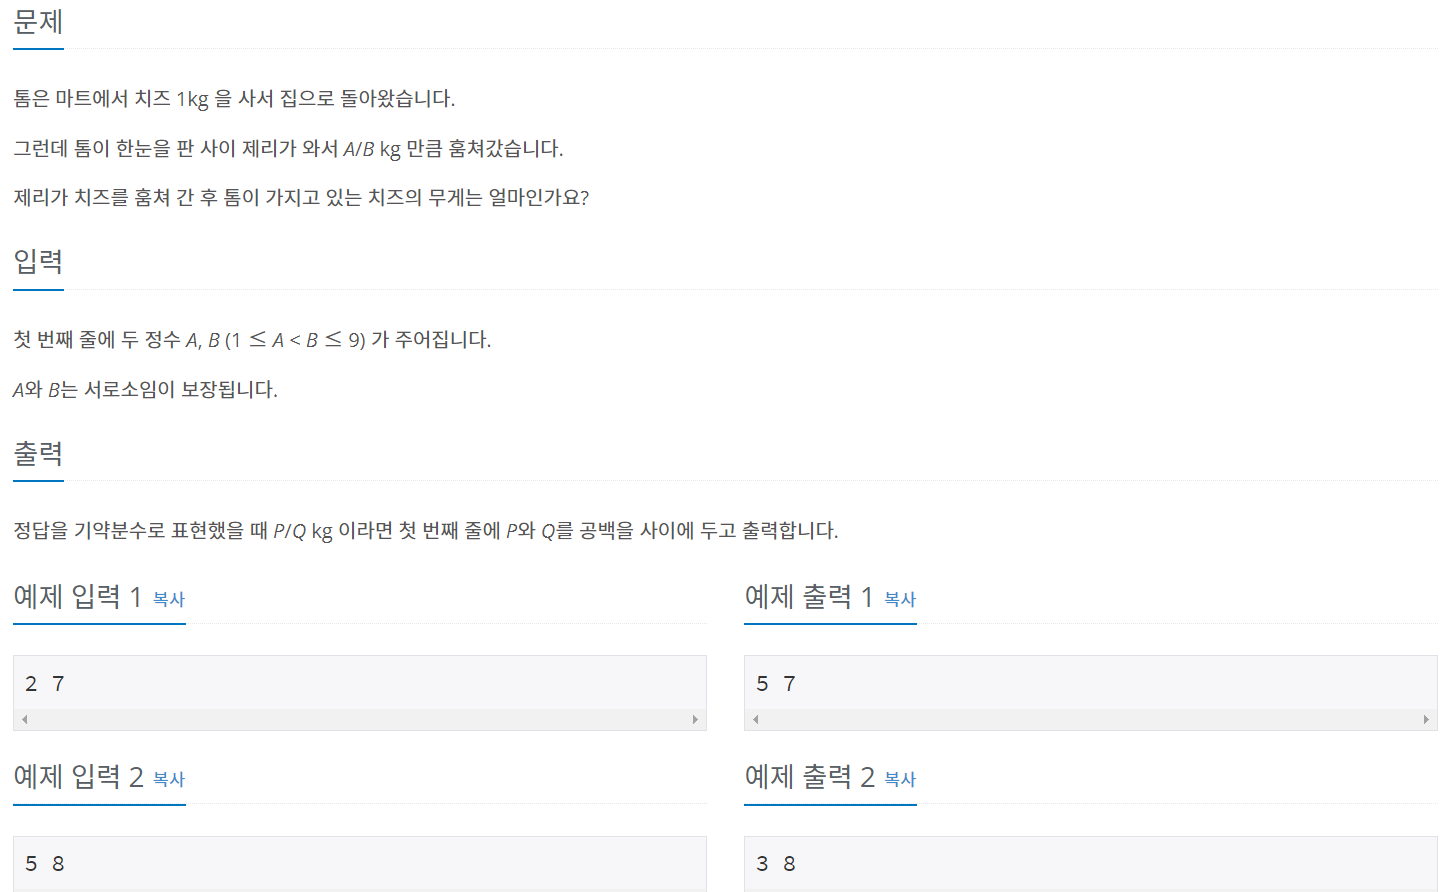 문제
톰은 마트에서 치즈 1kg 을 사서 집으로 돌아왔습니다.
그런데 톰이 한눈을 판 사이 제리가 와서 A/B kg 만큼 훔쳐갔습니다.
제리가 치즈를 훔쳐 간 후 톰이 가지고 있는 치즈의 무게는 얼마인가요?
입력
첫 번째 줄에 두 정수 A, B (1 ≤ A < B ≤ 9) 가 주어집니다.
A와 B는 서로소임이 보장됩니다.
출력
정답을 기약분수로 표현했을 때 P/Q kg 이라면 첫 번째 줄에 P와 Q를 공백을 사이에 두고 출력합니다.
예제 입력 1 복사
2 7
예제 출력 1 복사
5 7
예제 입력 2 복사
5 8
예제 출력 2 복사
3 8